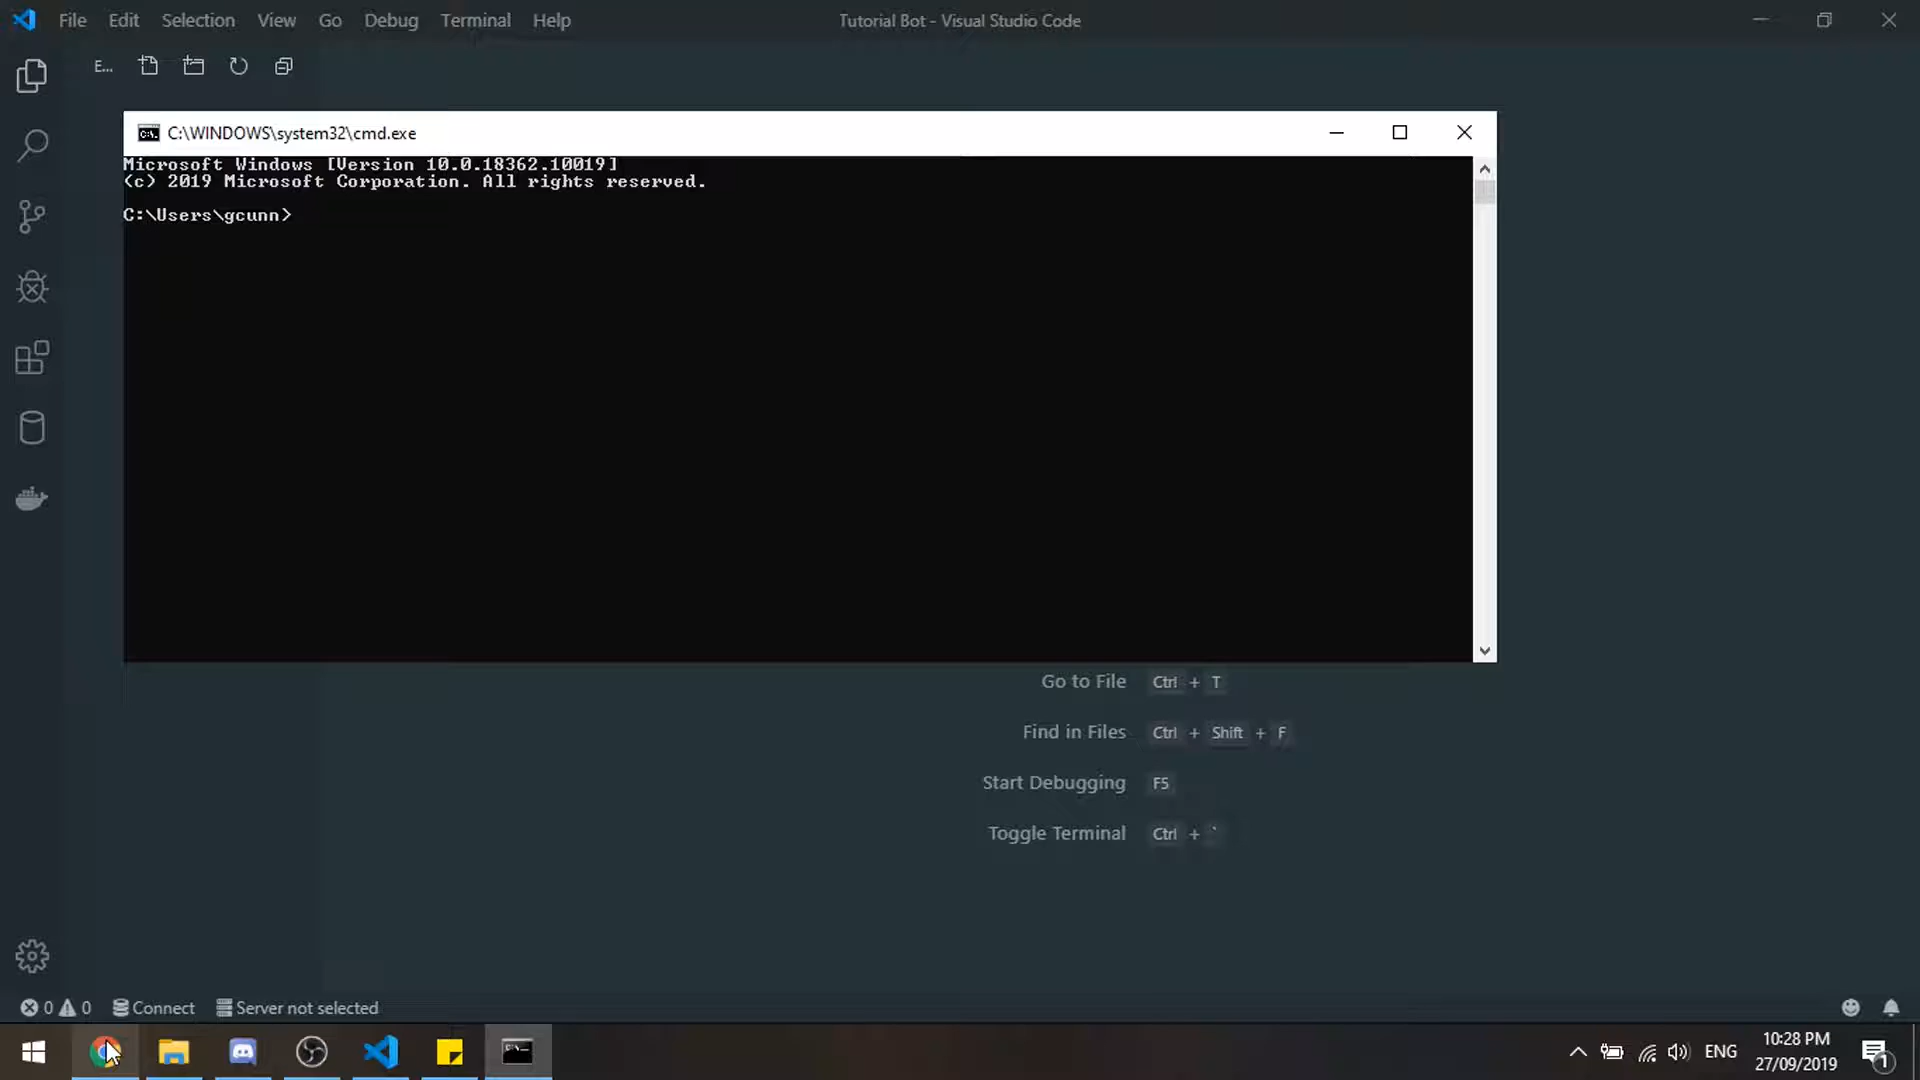 File Edit Selection View Go Debug Terminal Help
Tutorial Bot - Visual Studio Code
E...
C:\WINDOWS\system32\cmd.exe
Microsoft Windows [Version 10.0.18362.10019]
(c) 2019 Microsoft Corporation. All rights reserved.
C:\Users\gcunn>
Go to File Ctrl + T
Find in Files Ctrl + Shift + F
Start Debugging F5
Toggle Terminal Ctrl + `
0 0 Connect Server not selected
ENG
10:28 PM
27/09/2019
1